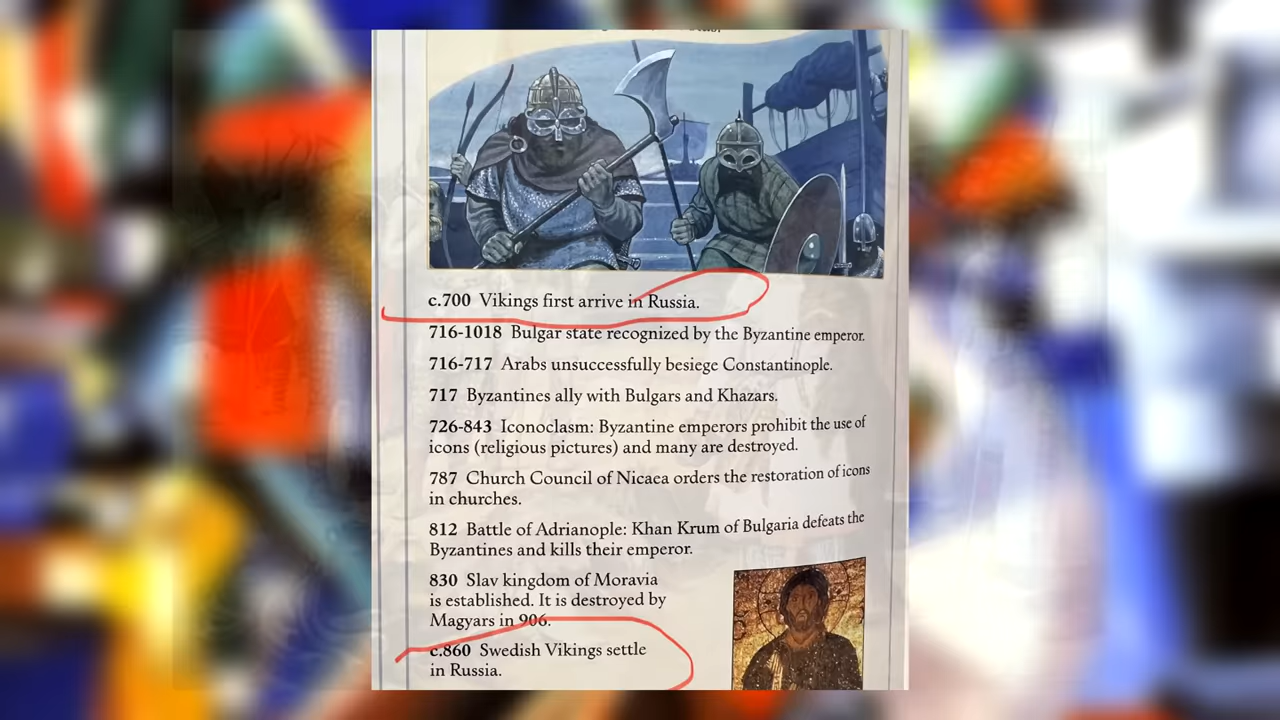 c.700 Vikings first arrive in Russia.
716-1018 Bulgar state recognized by the Byzantine emperor.
716-717 Arabs unsuccessfully besiege Constantinople.
717 Byzantines ally with Bulgars and Khazars.
726-843 Iconoclasm: Byzantine emperors prohibit the use of
icons (religious pictures) and many are destroyed.
787 Church Council of Nicaea orders the restoration of icons
in churches.
812 Battle of Adrianople: Khan Krum of Bulgaria defeats the
Byzantines and kills their emperor.
830 Slav kingdom of Moravia
is established. It is destroyed by
Magyars in 906.
c.860 Swedish Vikings settle
in Russia.